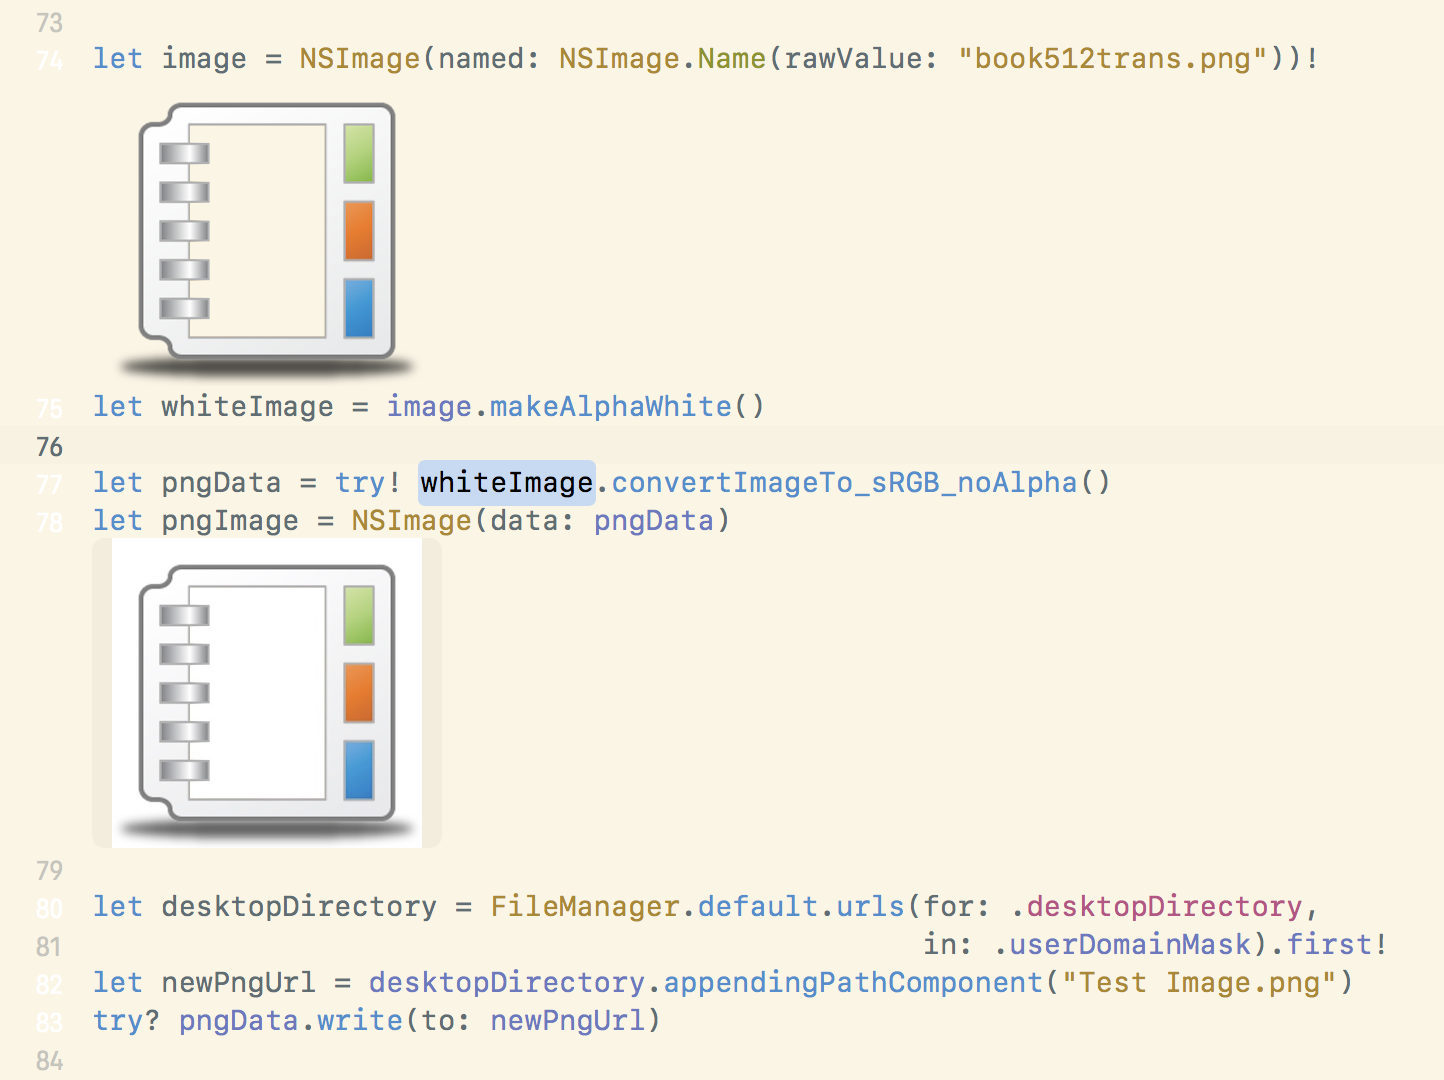 73
74 let image = NSImage(named: NSImage.Name(rawValue: "book512trans.png"))!
75 let whiteImage = image.makeAlphaWhite()
76
77 let pngData = try! whiteImage.convertImageTo_sRGB_noAlpha()
78 let pngImage = NSImage(data: pngData)
79
80 let desktopDirectory = FileManager.default.urls(for: .desktopDirectory,
81 in: .userDomainMask).first!
82 let newPngUrl = desktopDirectory.appendingPathComponent("Test Image.png")
83 try? pngData.write(to: newPngUrl)
84